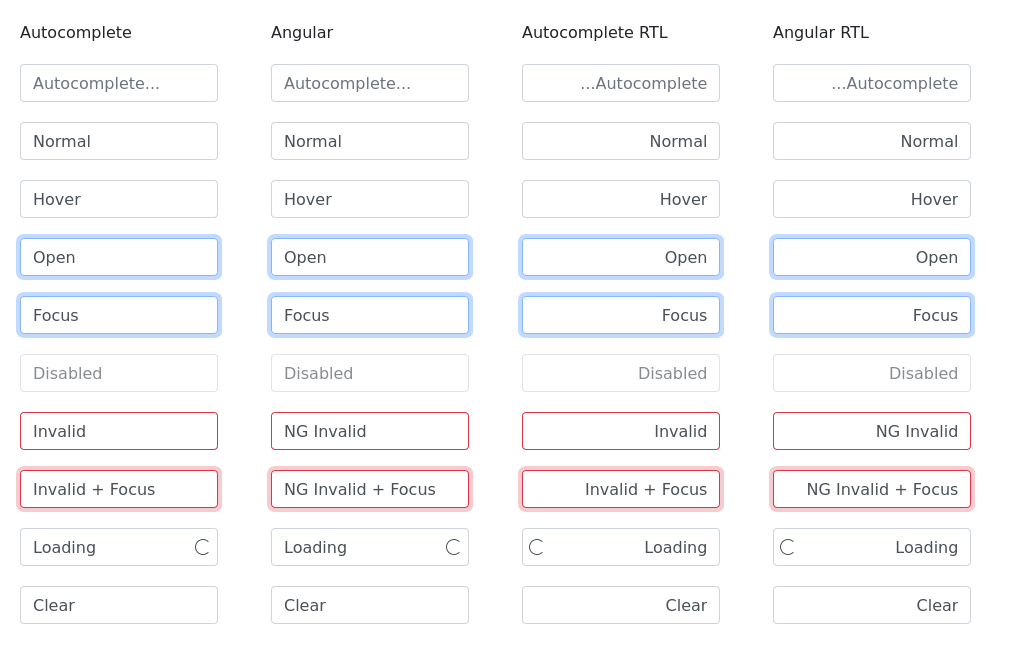 Autocomplete Angular Autocomplete RTL Angular RTL
Autocomplete... Autocomplete... ...Autocomplete ...Autocomplete
Normal Normal Normal Normal
Hover Hover Hover Hover
Open Open Open Open
Focus Focus Focus Focus
Disabled Disabled Disabled Disabled
Invalid NG Invalid Invalid NG Invalid
Invalid + Focus NG Invalid + Focus Invalid + Focus NG Invalid + Focus
Loading Loading Loading Loading
Clear Clear Clear Clear